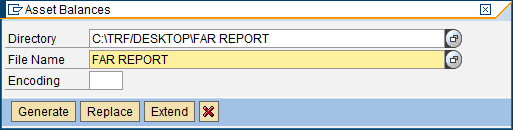 Asset Balances
Directory C:\TRF/DESKTOP\FAR REPORT
File Name FAR REPORT
Encoding
Generate Replace Extend